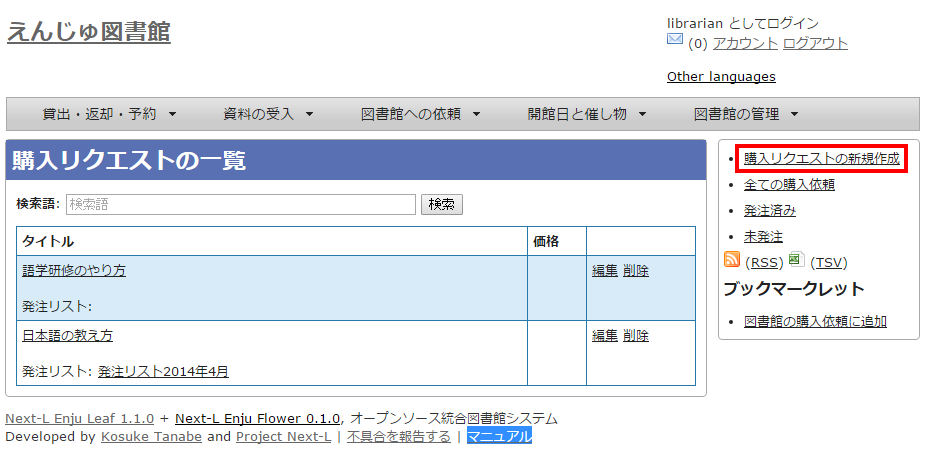 えんじゅ図書館
librarian としてログイン
(0) アカウント ログアウト
Other languages
貸出・返却・予約 ▼ 資料の受入 ▼ 図書館への依頼 ▼ 開館日と催し物 ▼ 図書館の管理 ▼
購入リクエストの一覧
検索語: 検索語 検索
タイトル 価格
語学研修のやり方 編集 削除
発注リスト:
日本語の教え方 編集 削除
発注リスト: 発注リスト2014年4月
• 購入リクエストの新規作成
• 全ての購入依頼
• 発注済み
• 未発注
(RSS) (TSV)
ブックマークレット
• 図書館の購入依頼に追加
Next-L Enju Leaf 1.1.0 + Next-L Enju Flower 0.1.0, オープンソース統合図書館システム
Developed by Kosuke Tanabe and Project Next-L | 不具合を報告する | マニュアル